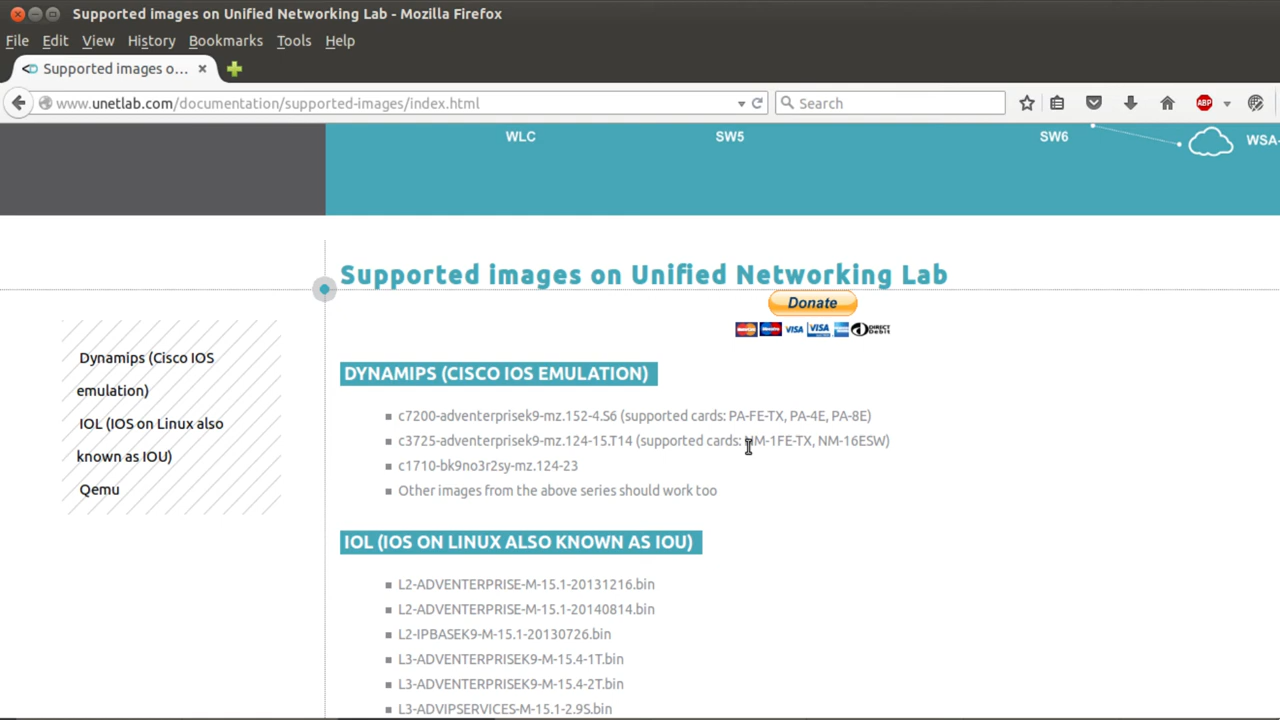 Supported images on Unified Networking Lab - Mozilla Firefox
File Edit View History Bookmarks Tools Help
Supported images o...
www.unetlab.com/documentation/supported-images/index.html
Search
ABP
WLC SW5 SW6 WSA-
Supported images on Unified Networking Lab
Donate
VISA VISA DIRECT Debit
Dynamips (Cisco IOS
emulation)
IOL (IOS on Linux also
known as IOU)
Qemu
DYNAMIPS (CISCO IOS EMULATION)
c7200-adventerprisek9-mz.152-4.S6 (supported cards: PA-FE-TX, PA-4E, PA-8E)
c3725-adventerprisek9-mz.124-15.T14 (supported cards: NM-1FE-TX, NM-16ESW)
c1710-bk9no3r2sy-mz.124-23
Other images from the above series should work too
IOL (IOS ON LINUX ALSO KNOWN AS IOU)
L2-ADVENTERPRISE-M-15.1-20131216.bin
L2-ADVENTERPRISE-M-15.1-20140814.bin
L2-IPBASEK9-M-15.1-20130726.bin
L3-ADVENTERPRISEK9-M-15.4-1T.bin
L3-ADVENTERPRISEK9-M-15.4-2T.bin
L3-ADVIPSERVICES-M-15.1-2.9S.bin